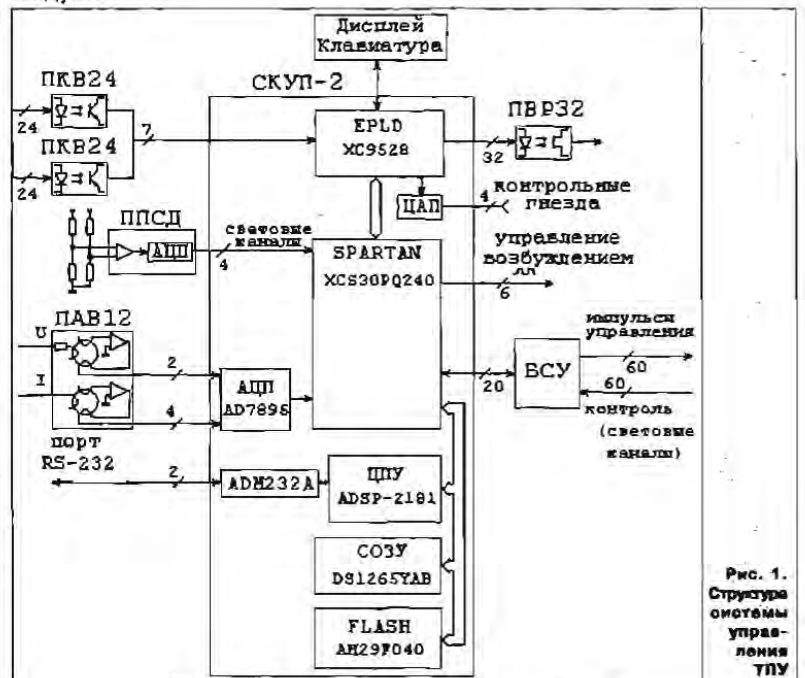 Дисплей
Клавиатура
СКУП-2
ПКВ24
24
ПКВ24
24
7
EPLD
XC9528
32
ПВР32
ЦАП
4
контрольные
гнезда
ППСД
АЦП
световые
каналы
4
SPARTAN
XCS30PQ240
управление
возбуждением
6
ПАВ12
U
I
2
4
АЦП
AD7896
20
БСУ
импульсы
управления
60
60
контроль
(световые
каналы)
порт
RS-232
2
ADM232A
ЦПУ
ADSP-2181
СОЗУ
DS1265YAB
FLASH
AM29F040
Рис. 1.
Структура
системы
управ-
ления
ТПУ